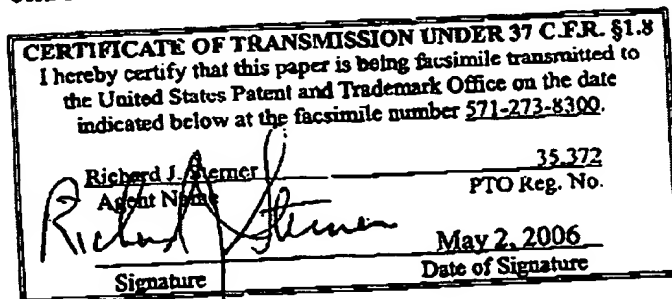 CERTIFICATE OF TRANSMISSION UNDER 37 C.F.R. §1.8
I hereby certify that this paper is being facsimile transmitted to
the United States Patent and Trademark Office on the date
indicated below at the facsimile number 571-273-8300.
Richard J. Sterner 35,372
Agent Name PTO Reg. No.
Richard J Sterner May 2, 2006
Signature Date of Signature